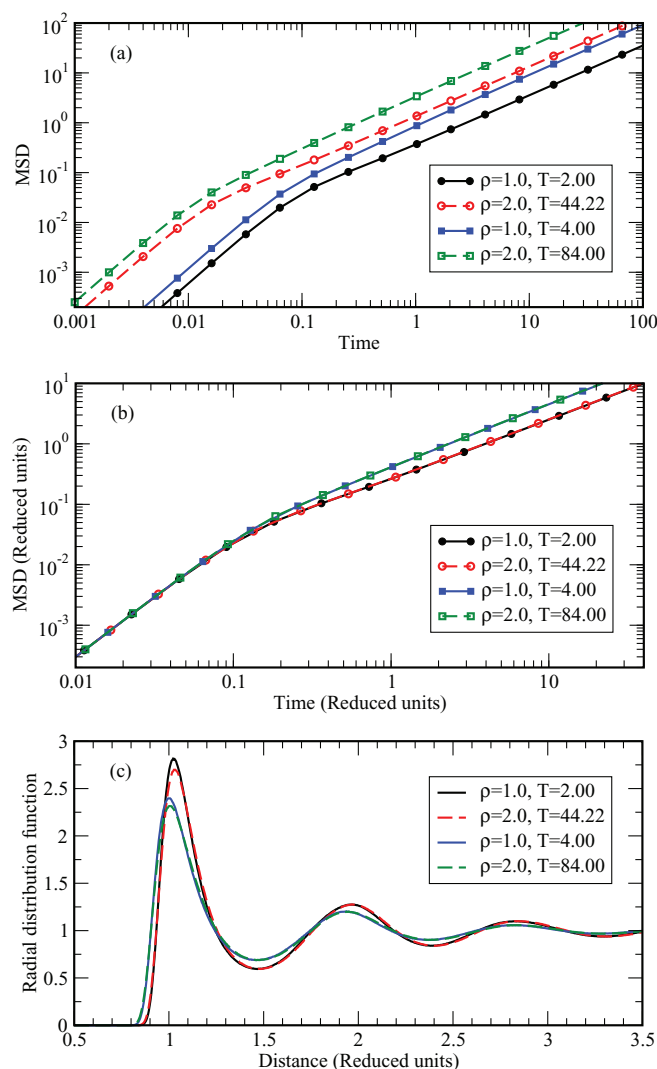 (a)
MSD
10^2
10^1
10^0
10^-1
10^-2
10^-3
ρ=1.0, T=2.00
ρ=2.0, T=44.22
ρ=1.0, T=4.00
ρ=2.0, T=84.00
0.001 0.01 0.1 1 10 100
Time
(b)
MSD (Reduced units)
10^1
10^0
10^-1
10^-2
10^-3
ρ=1.0, T=2.00
ρ=2.0, T=44.22
ρ=1.0, T=4.00
ρ=2.0, T=84.00
0.01 0.1 1 10
Time (Reduced units)
(c)
Radial distribution function
3
2.5
2
1.5
1
0.5
0
ρ=1.0, T=2.00
ρ=2.0, T=44.22
ρ=1.0, T=4.00
ρ=2.0, T=84.00
0.5 1 1.5 2 2.5 3 3.5
Distance (Reduced units)